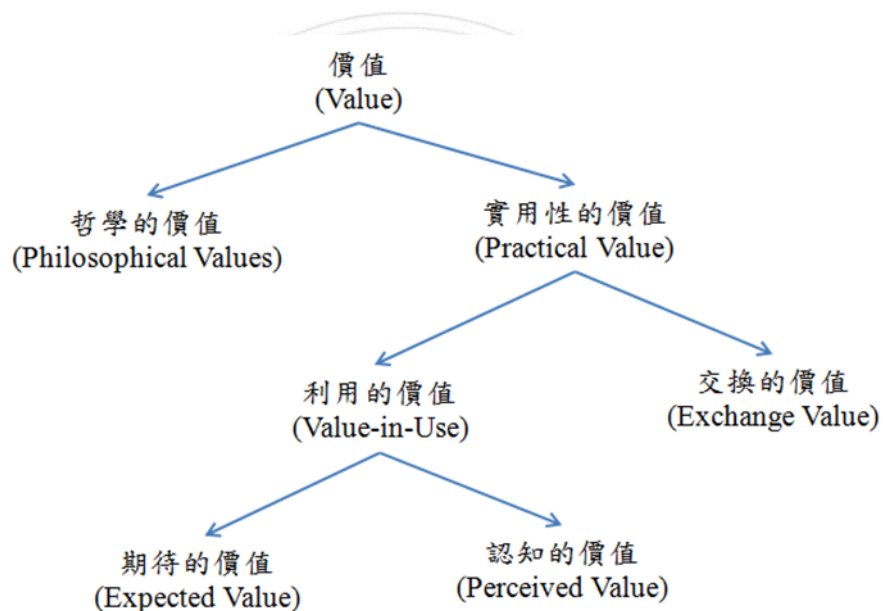 價值
(Value)
哲學的價值
(Philosophical Values)
實用性的價值
(Practical Value)
利用的價值
(Value-in-Use)
交換的價值
(Exchange Value)
期待的價值
(Expected Value)
認知的價值
(Perceived Value)